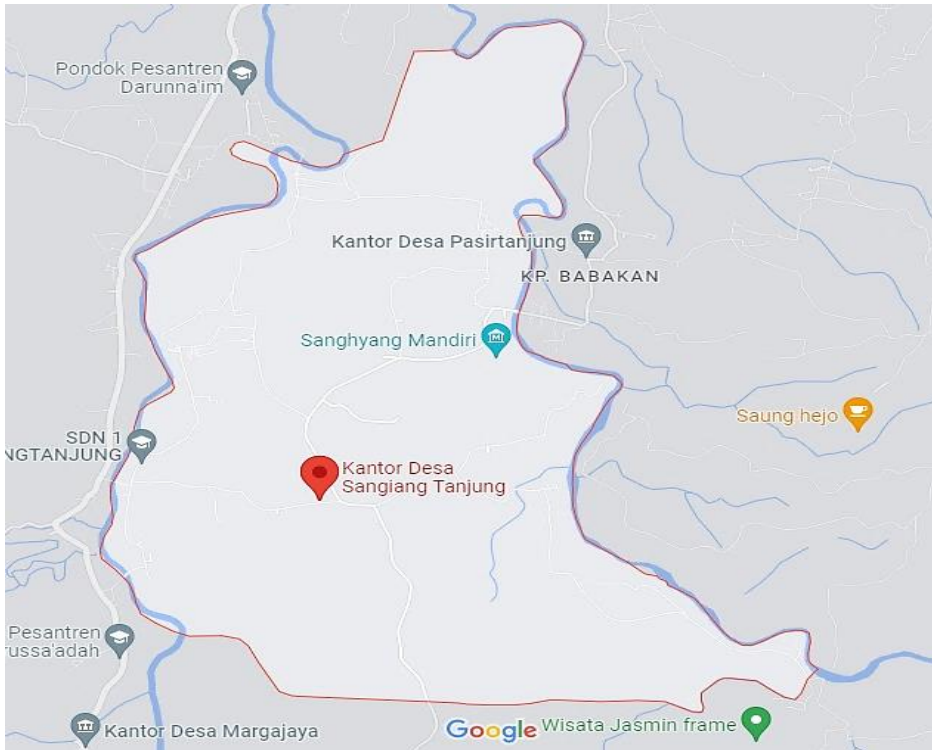 Pondok Pesantren
Darunna'im
Kantor Desa Pasirtanjung
KP. BABAKAN
Sanghyang Mandiri
Saung hejo
SDN 1
NGTANJUNG
Kantor Desa
Sangiang Tanjung
Pesantren
russa'adah
Kantor Desa Margajaya
Google
Wisata Jasmin frame